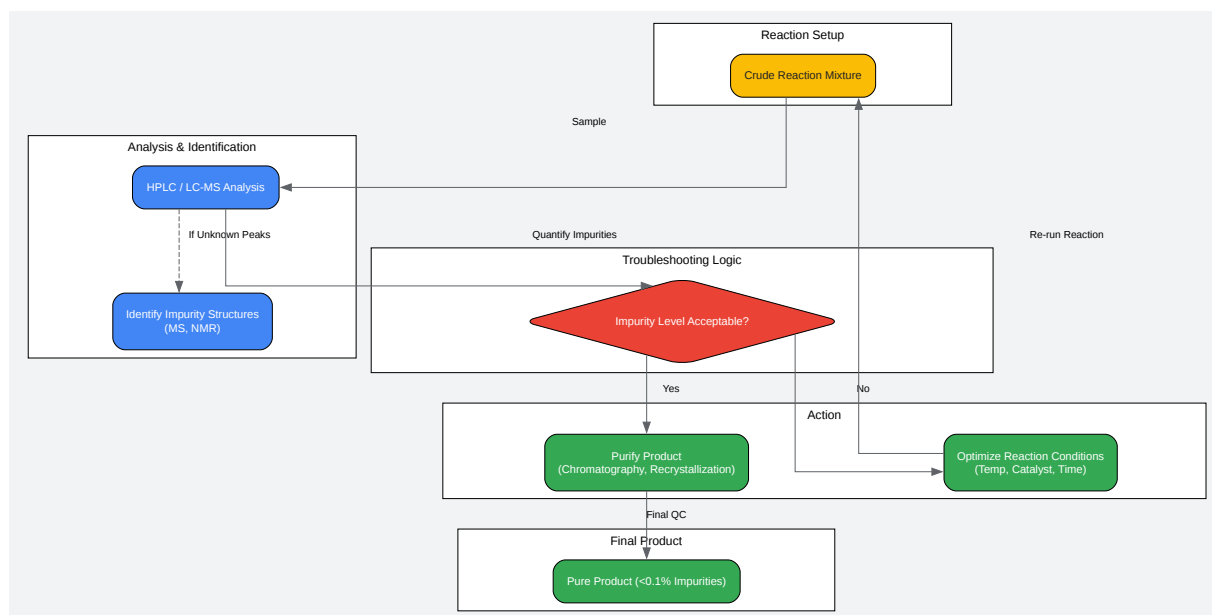 Reaction Setup
Crude Reaction Mixture
Sample
Analysis & Identification
HPLC / LC-MS Analysis
If Unknown Peaks
Quantify Impurities
Re-run Reaction
Identify Impurity Structures
(MS, NMR)
Troubleshooting Logic
Impurity Level Acceptable?
Yes
No
Action
Purify Product
(Chromatography, Recrystallization)
Optimize Reaction Conditions
(Temp, Catalyst, Time)
Final QC
Final Product
Pure Product (<0.1% Impurities)